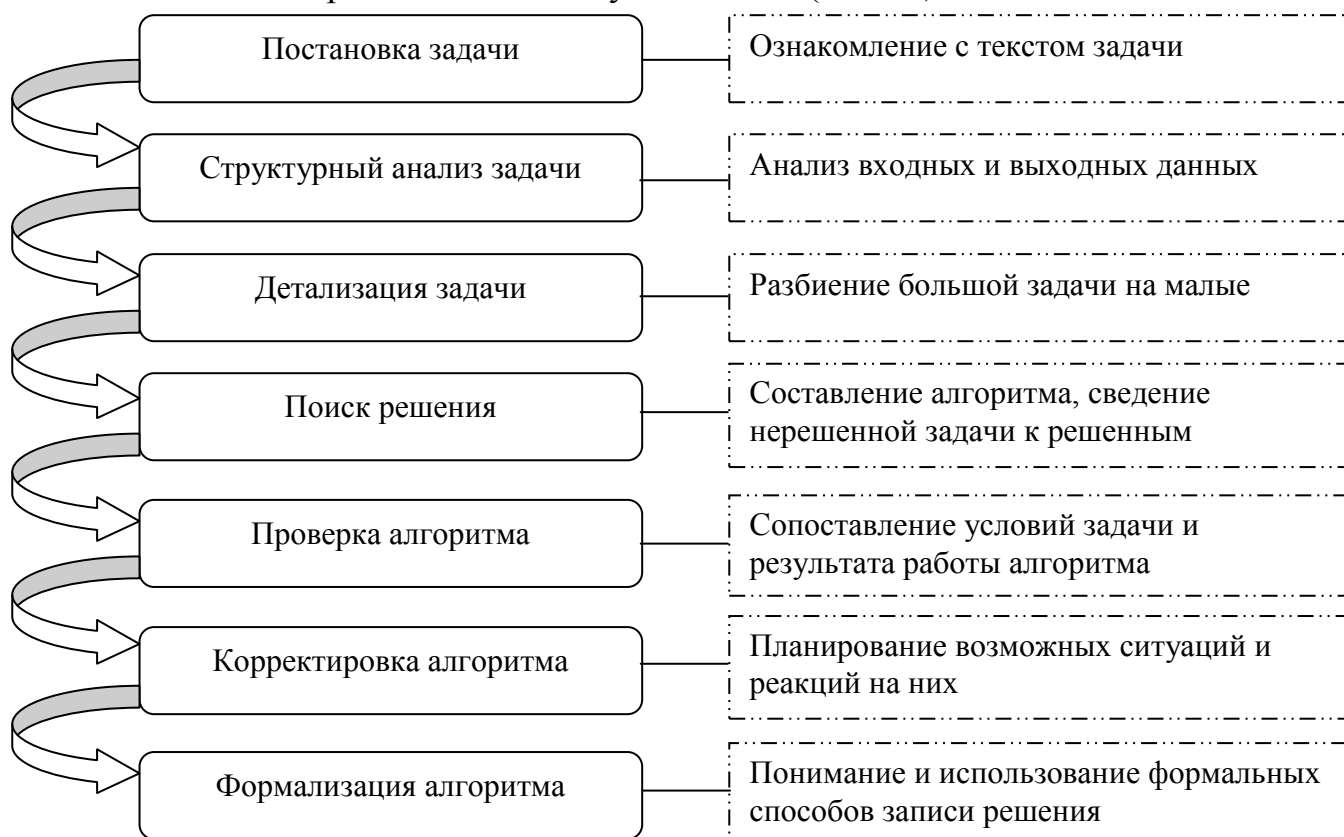 Постановка задачи
Ознакомление с текстом задачи
Структурный анализ задачи
Анализ входных и выходных данных
Детализация задачи
Разбиение большой задачи на малые
Поиск решения
Составление алгоритма, сведение
нерешенной задачи к решенным
Проверка алгоритма
Сопоставление условий задачи и
результата работы алгоритма
Корректировка алгоритма
Планирование возможных ситуаций и
реакций на них
Формализация алгоритма
Понимание и использование формальных
способов записи решения